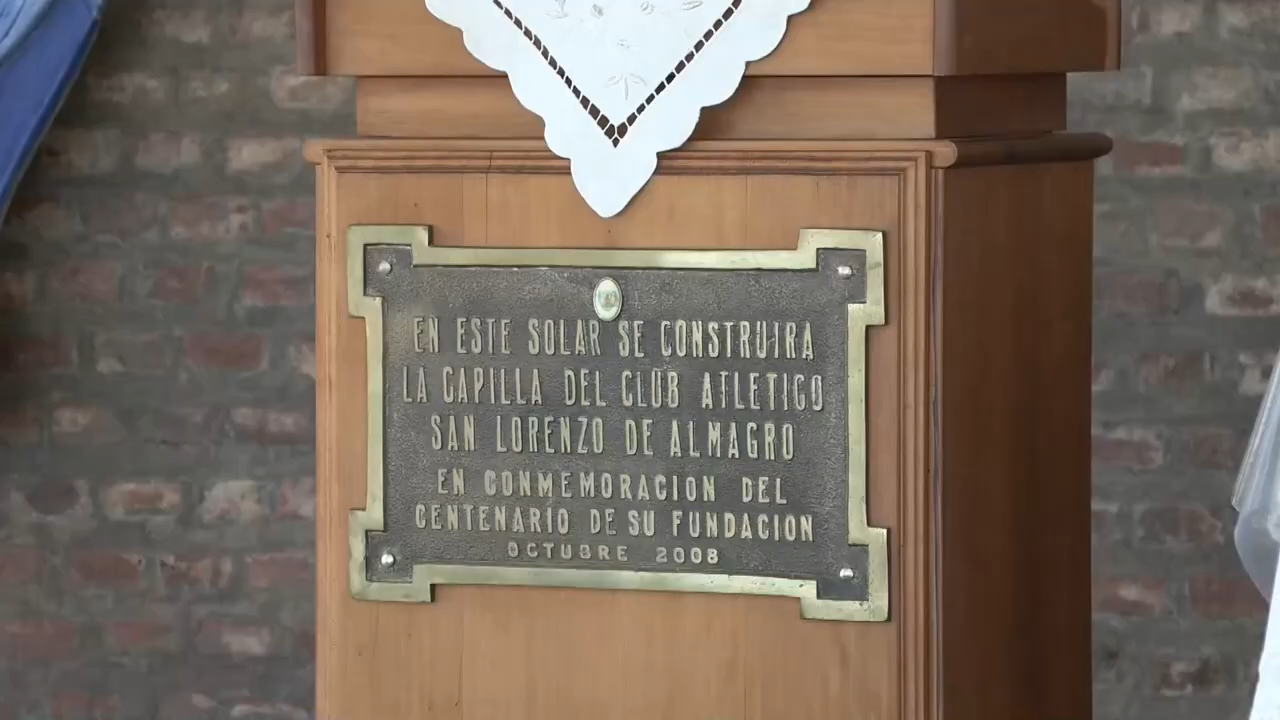 EN ESTE SOLAR SE CONSTRUIRA
LA CAPILLA DEL CLUB ATLETICO
SAN LORENZO DE ALMAGRO
EN CONMEMORACION DEL
CENTENARIO DE SU FUNDACION
OCTUBRE 2008